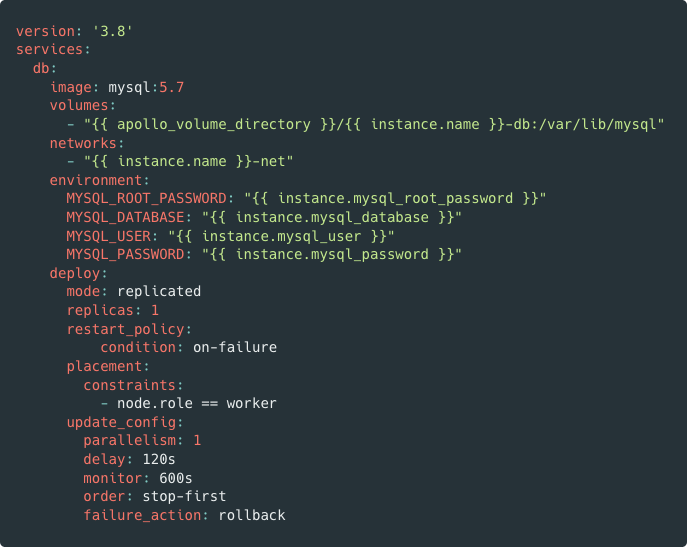 version: '3.8'
services:
  db:
    image: mysql:5.7
    volumes:
      - "{{ apollo_volume_directory }}/{{ instance.name }}-db:/var/lib/mysql"
    networks:
      - "{{ instance.name }}-net"
    environment:
      MYSQL_ROOT_PASSWORD: "{{ instance.mysql_root_password }}"
      MYSQL_DATABASE: "{{ instance.mysql_database }}"
      MYSQL_USER: "{{ instance.mysql_user }}"
      MYSQL_PASSWORD: "{{ instance.mysql_password }}"
    deploy:
      mode: replicated
      replicas: 1
      restart_policy:
          condition: on-failure
      placement:
        constraints:
          - node.role == worker
      update_config:
        parallelism: 1
        delay: 120s
        monitor: 600s
        order: stop-first
        failure_action: rollback